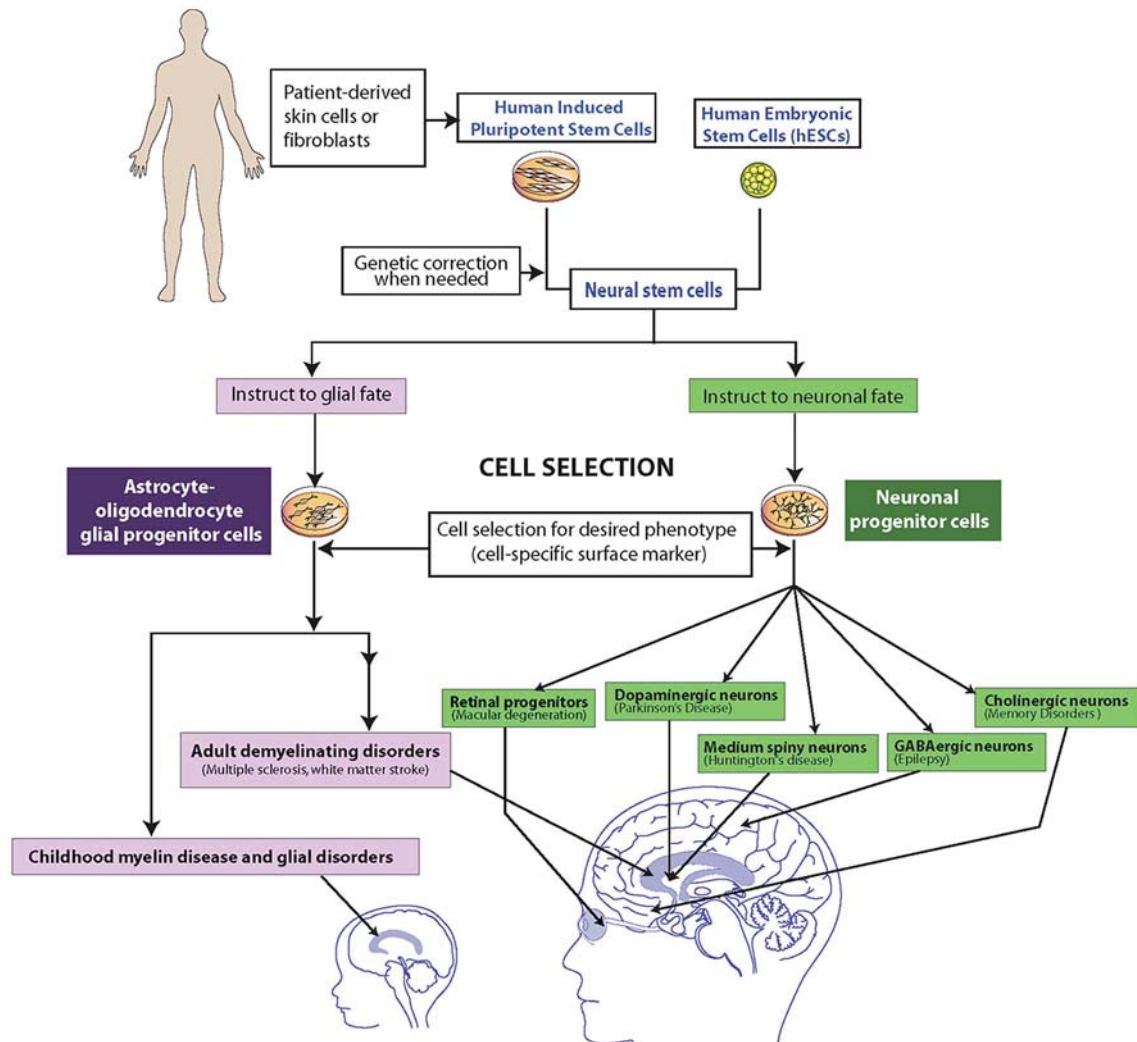 Patient-derived
skin cells or
fibroblasts
Human Induced
Pluripotent Stem Cells
Human Embryonic
Stem Cells (hESCs)
Genetic correction
when needed
Neural stem cells
Instruct to glial fate
Instruct to neuronal fate
CELL SELECTION
Astrocyte-
oligodendrocyte
glial progenitor cells
Neuronal
progenitor cells
Cell selection for desired phenotype
(cell-specific surface marker)
Retinal progenitors
(Macular degeneration)
Dopaminergic neurons
(Parkinson's Disease)
Cholinergic neurons
(Memory Disorders )
Medium spiny neurons
(Huntington's disease)
GABAergic neurons
(Epilepsy)
Adult demyelinating disorders
(Multiple sclerosis, white matter stroke)
Childhood myelin disease and glial disorders